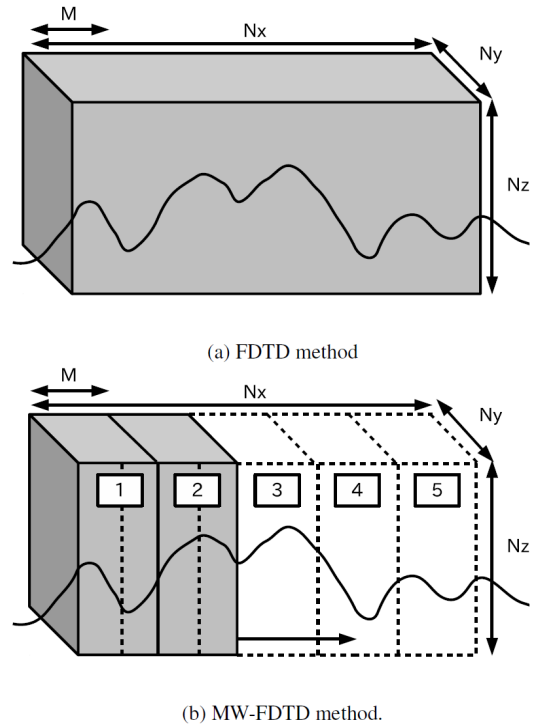 M
Nx
Ny
Nz
(a) FDTD method
M
Nx
Ny
1 2 3 4 5
Nz
(b) MW-FDTD method.